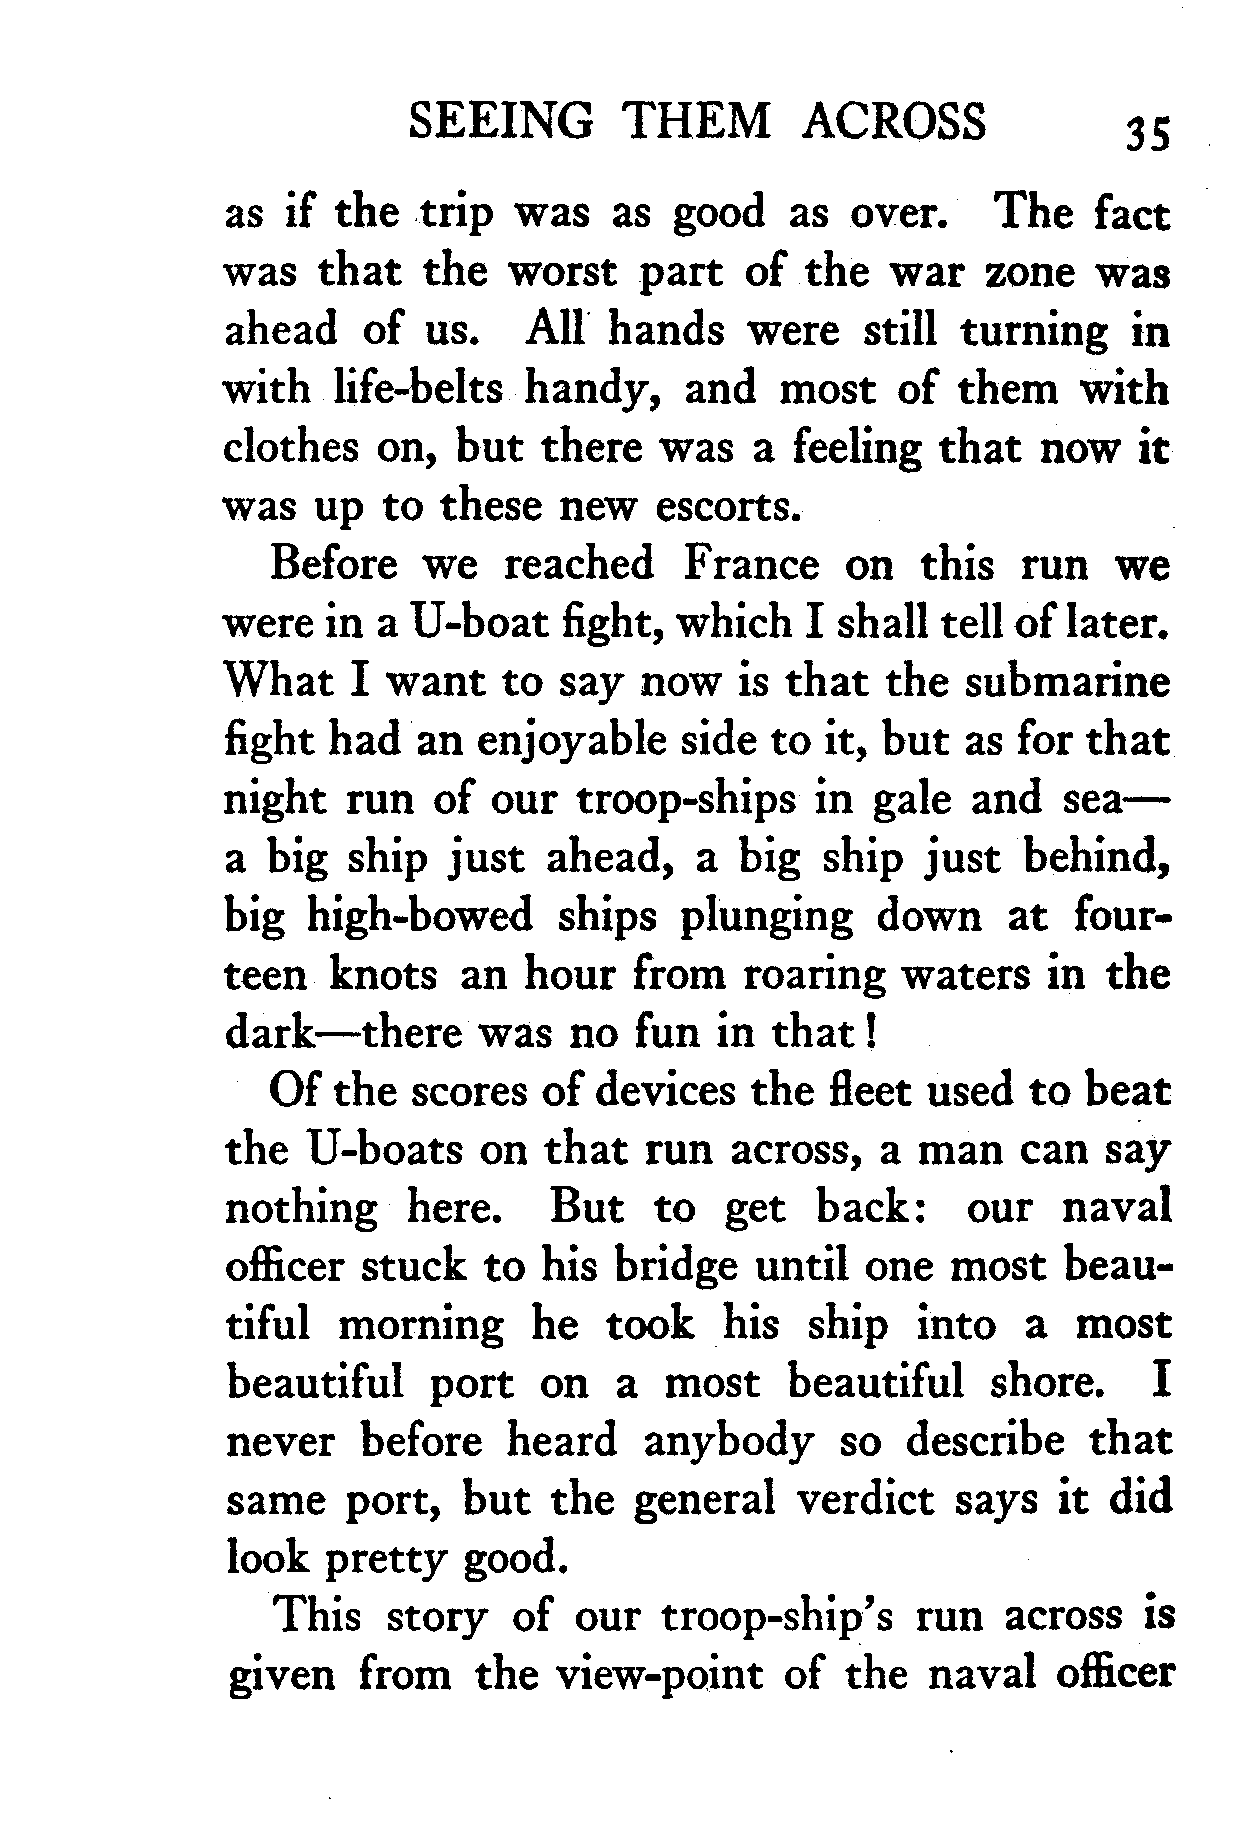 SEEING THEM ACROSS 35
as if the trip was as good as over. The fact
was that the worst part of the war zone was
ahead of us. All hands were still turning in
with life-belts handy, and most of them with
clothes on, but there was a feeling that now it
was up to these new escorts.
Before we reached France on this run we
were in a U-boat fight, which I shall tell of later.
What I want to say now is that the submarine
fight had an enjoyable side to it, but as for that
night run of our troop-ships in gale and sea—
a big ship just ahead, a big ship just behind,
big high-bowed ships plunging down at four-
teen knots an hour from roaring waters in the
dark—there was no fun in that!
Of the scores of devices the fleet used to beat
the U-boats on that run across, a man can say
nothing here. But to get back: our naval
officer stuck to his bridge until one most beau-
tiful morning he took his ship into a most
beautiful port on a most beautiful shore. I
never before heard anybody so describe that
same port, but the general verdict says it did
look pretty good.
This story of our troop-ship's run across is
given from the view-point of the naval officer